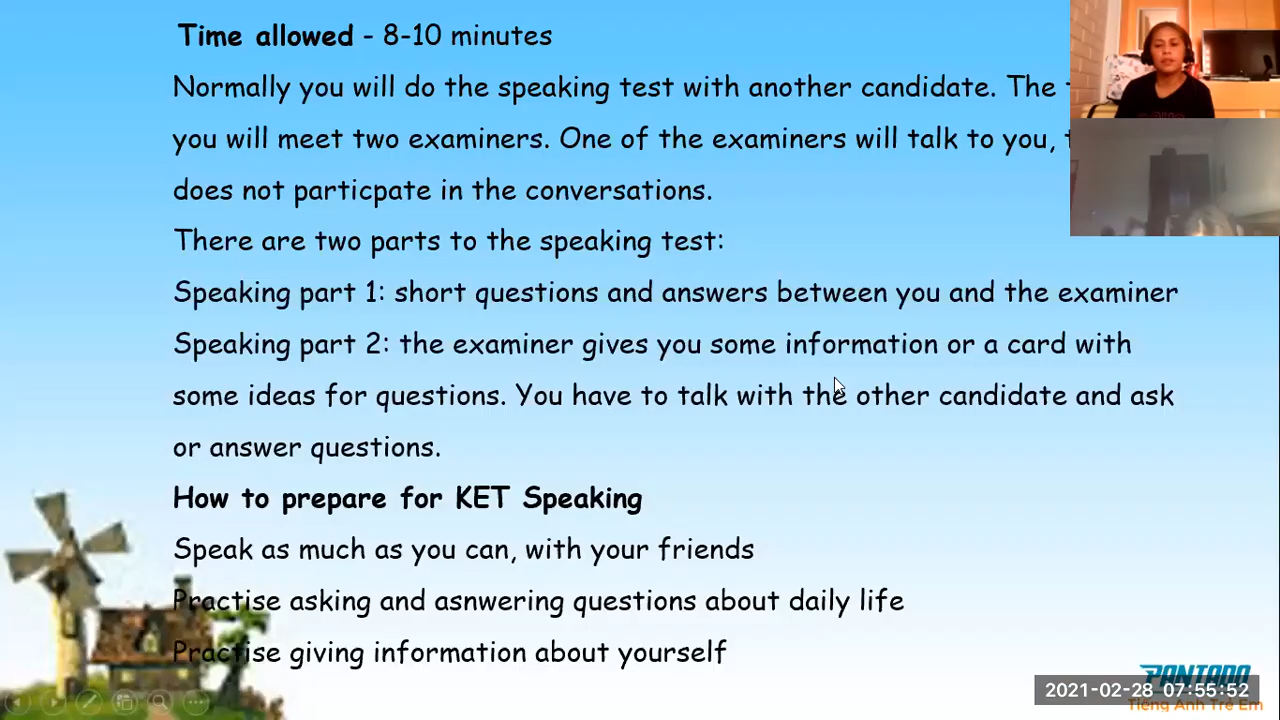 Time allowed - 8-10 minutes
Normally you will do the speaking test with another candidate. The
you will meet two examiners. One of the examiners will talk to you,
does not particpate in the conversations.
There are two parts to the speaking test:
Speaking part 1: short questions and answers between you and the examiner
Speaking part 2: the examiner gives you some information or a card with
some ideas for questions. You have to talk with the other candidate and ask
or answer questions.
How to prepare for KET Speaking
Speak as much as you can, with your friends
Practise asking and asnwering questions about daily life
Practise giving information about yourself
PANTADO
2021-02-28 07:55:52
Tiếng Anh Trẻ Em